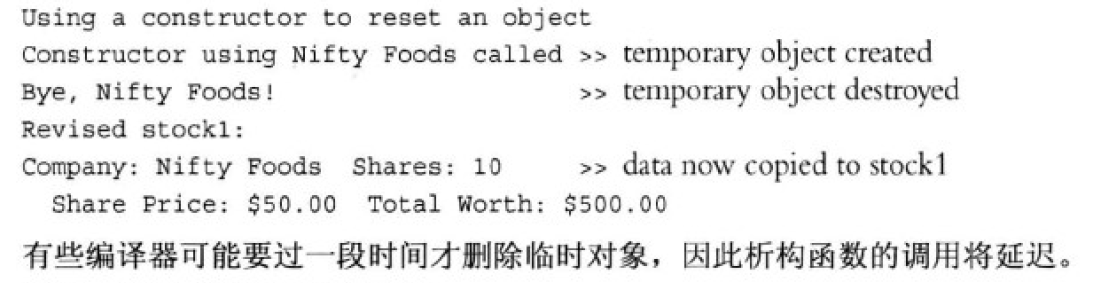 Using a constructor to reset an object
Constructor using Nifty Foods called >> temporary object created
Bye, Nifty Foods! >> temporary object destroyed
Revised stock1:
Company: Nifty Foods Shares: 10 >> data now copied to stock1
Share Price: $50.00 Total Worth: $500.00
有些编译器可能要过一段时间才删除临时对象，因此析构函数的调用将延迟。